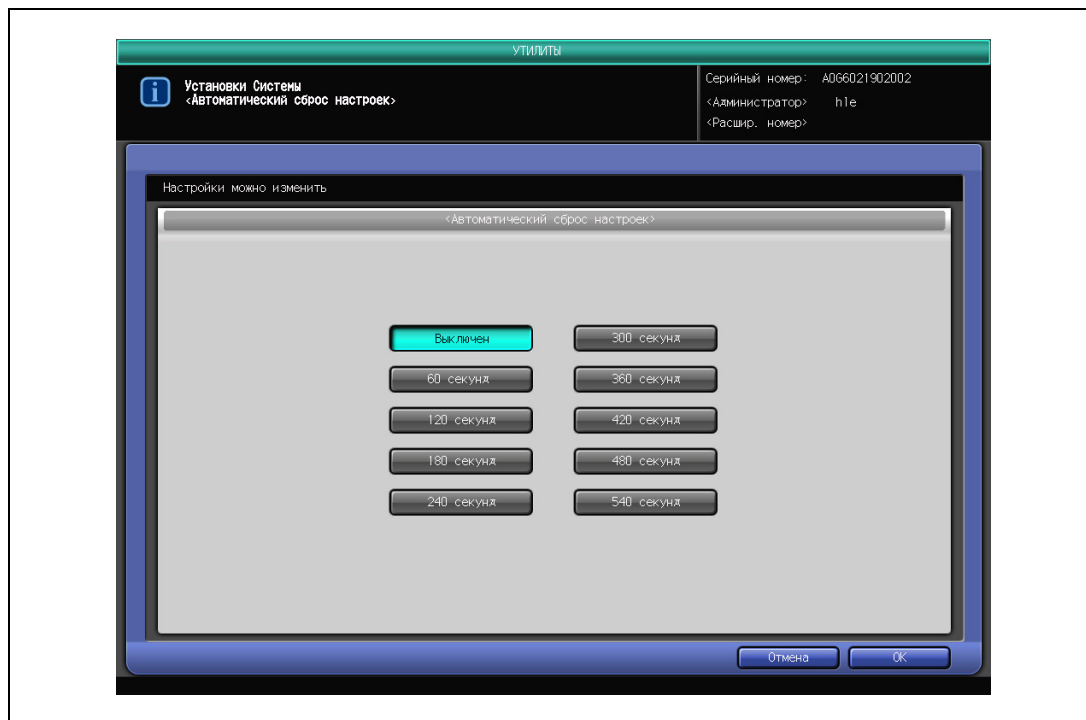 УТИЛИТЫ
Установки Системы
<Автоматический сброс настроек>
Серийный номер: A0G6021902002
<Администратор> hle
<Расшир. номер>
Настройки можно изменить
<Автоматический сброс настроек>
Выключен 300 секунд
60 секунд 360 секунд
120 секунд 420 секунд
180 секунд 480 секунд
240 секунд 540 секунд
Отмена OK